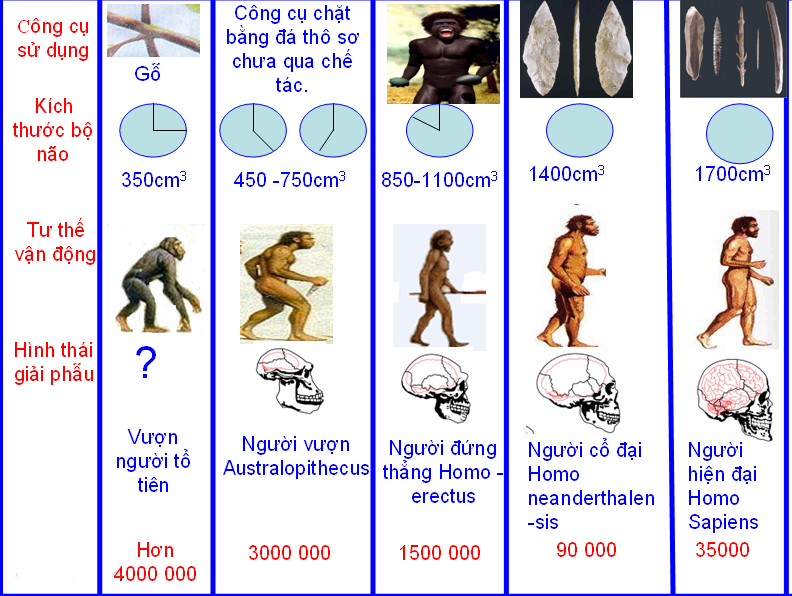 Công cụ
sử dụng
Gỗ
Công cụ chặt
bằng đá thô sơ
chưa qua chế
tác.
Kích
thước bộ
não
350cm3
450 -750cm3
850-1100cm3
1400cm3
1700cm3
Tư thế
vận động
Hình thái
giải phẫu
?
Vượn
người tổ
tiên
Người vượn
Australopithecus
Người đứng
thẳng Homo -
erectus
Người cổ đại
Homo
neanderthalen
-sis
Người
hiện đại
Homo
Sapiens
Hơn
4000 000
3000 000
1500 000
90 000
35000